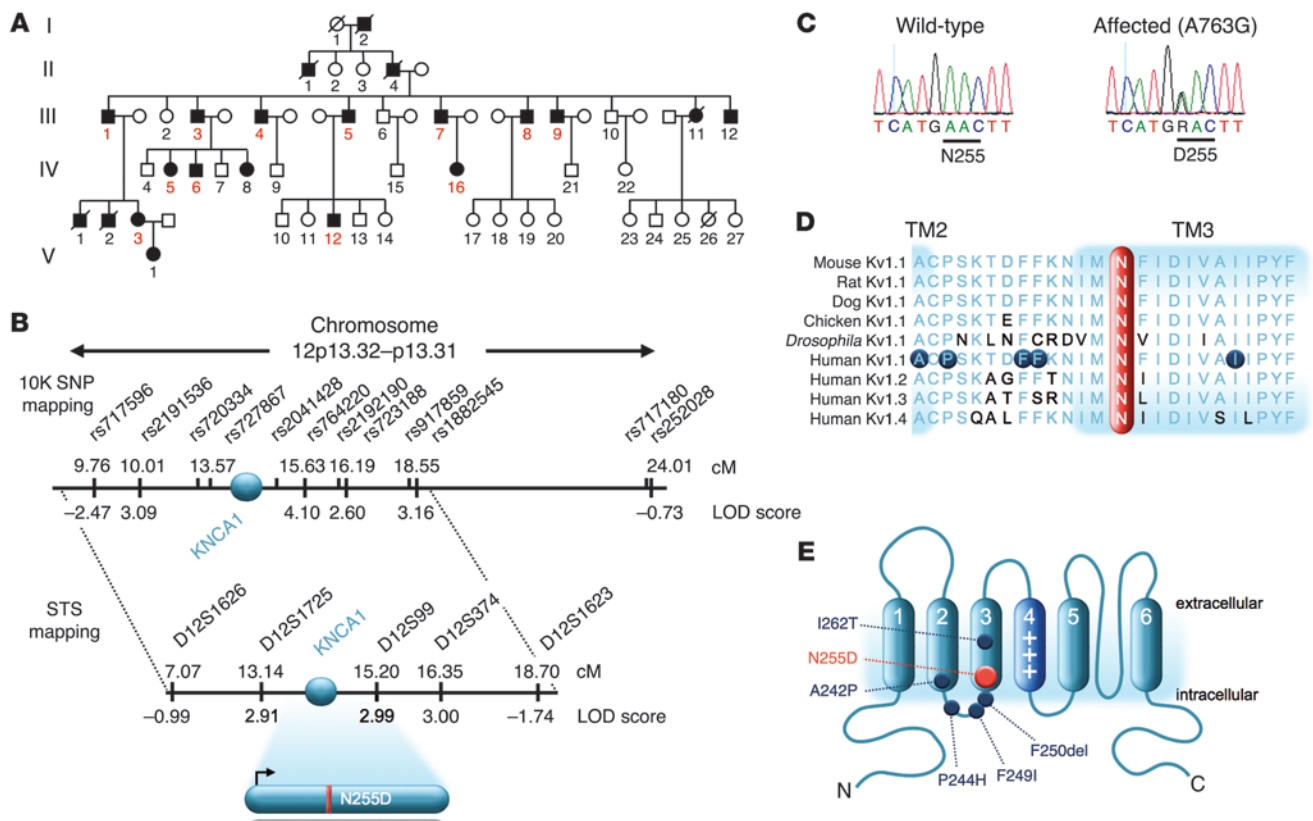 A
I
1 2
II
1 2 3 4
III
1 2 3 4 5 6 7 8 9 10 11 12
IV
4 5 6 7 8 9 15 16 21 22
1 2 3 10 11 12 13 14 17 18 19 20 23 24 25 26 27
V
1
B
Chromosome
12p13.32–p13.31
10K SNP
mapping
rs717596
rs2191536
rs720334
rs727867
rs2041428
rs764220
rs2192190
rs723188
rs917859
rs1882545
rs717180
rs252028
9.76 10.01 13.57 15.63 16.19 18.55 24.01 cM
–2.47 3.09 4.10 2.60 3.16 –0.73 LOD score
KNCA1
STS
mapping
D12S1626
D12S1725
KNCA1
D12S99
D12S374
D12S1623
7.07 13.14 15.20 16.35 18.70 cM
–0.99 2.91 2.99 3.00 –1.74 LOD score
N255D
C
Wild-type
TCATGAACTT
N255
Affected (A763G)
TCATGRACTT
D255
D
TM2 TM3
Mouse Kv1.1 ACPSKTDFFKNIMNFIDIVAIIPYF
Rat Kv1.1 ACPSKTDFFKNIMNFIDIVAIIPYF
Dog Kv1.1 ACPSKTDFFKNIMNFIDIVAIIPYF
Chicken Kv1.1 ACPSKTEFFKNIMNFIDIVAIIPYF
Drosophila Kv1.1 ACPNKLNFCRDVMNVIDIIAIIPYF
Human Kv1.1 ACPSKTDFFKNIMNFIDIVAIIPYF
Human Kv1.2 ACPSKAGFFTNIMNIIDIVAIIPYF
Human Kv1.3 ACPSKATFSRNIMNLIDIVAIIPYF
Human Kv1.4 ACPSQALFFKNIMNIIDIVSILPYF
E
1 2 3 4 5 6
+
+
+
extracellular
intracellular
I262T
N255D
A242P
P244H
F249I
F250del
N
C